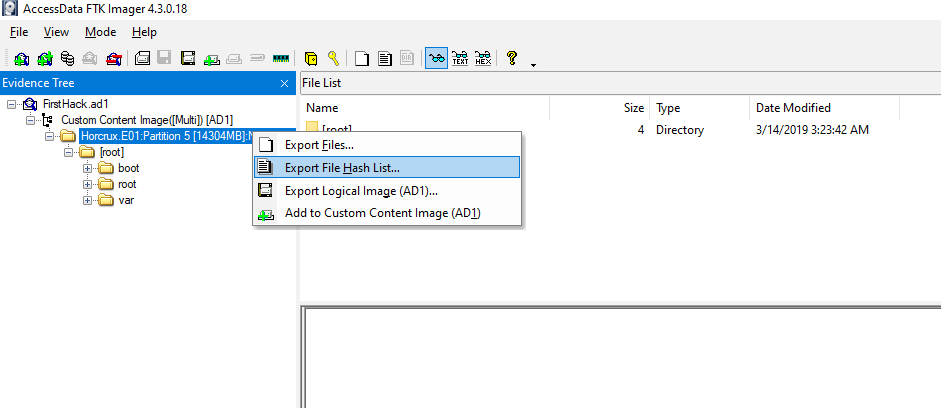 AccessData FTK Imager 4.3.0.18
File View Mode Help
TEXT HEX
Evidence Tree
File List
FirstHack.ad1
Custom Content Image([Multi]) [AD1]
Horcrux.E01:Partition 5 [14304MB]:
[root]
boot
root
var
Name Size Type Date Modified
[root] 4 Directory 3/14/2019 3:23:42 AM
Export Files...
Export File Hash List...
Export Logical Image (AD1)...
Add to Custom Content Image (AD1)